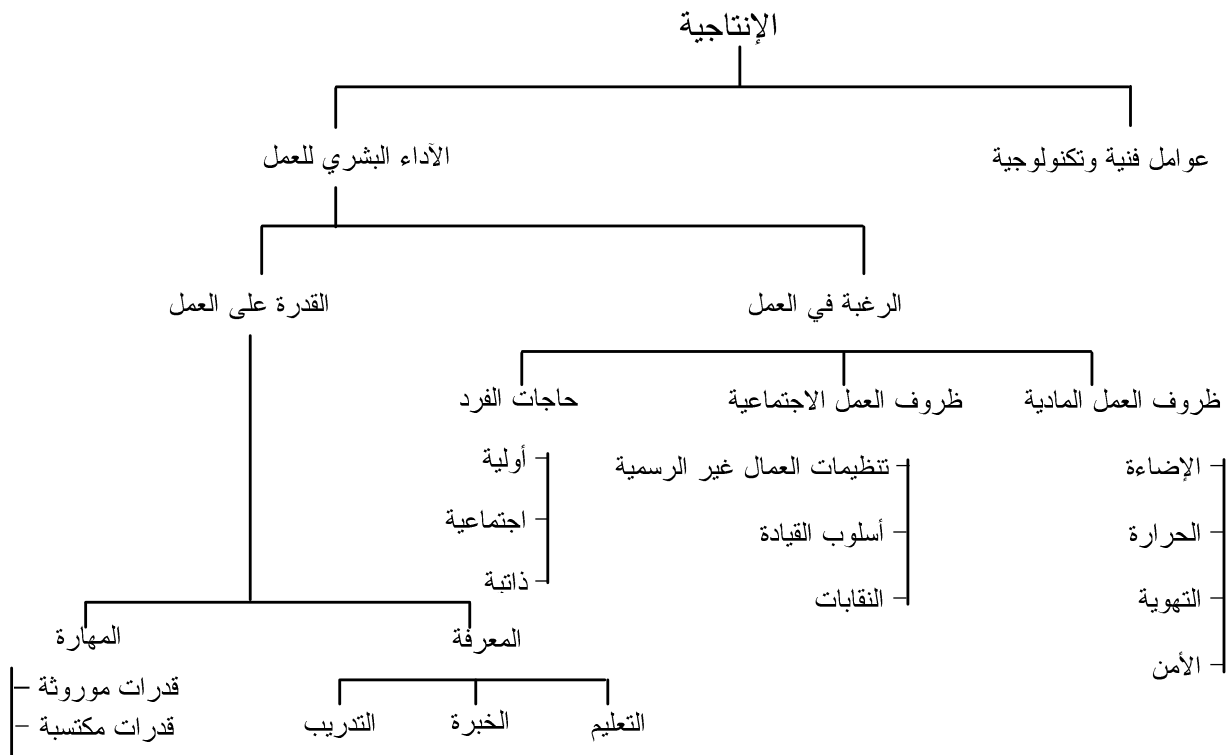 الإنتاجية
عوامل فنية وتكنولوجية
الآداء البشري للعمل
الرغبة في العمل
القدرة على العمل
ظروف العمل المادية
ظروف العمل الاجتماعية
حاجات الفرد
الإضاءة
الحرارة
التهوية
الأمن
تنظيمات العمال غير الرسمية
أسلوب القيادة
النقابات
أولية
اجتماعية
ذاتبة
المعرفة
المهارة
التعليم
الخبرة
التدريب
قدرات موروثة
قدرات مكتسبة